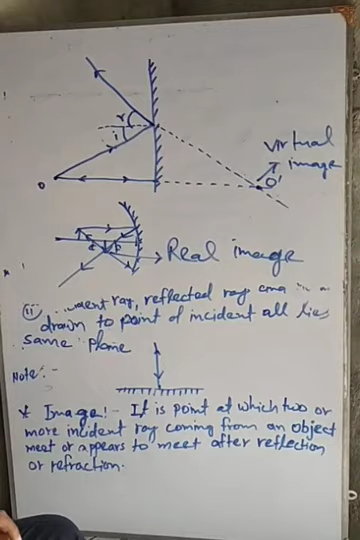 r
i
O
virtual
image
O'
Real image
(ii) ...ment ray, reflected ray and
drawn to point of incident all lies
same plane
Note:-
* Image:- It is point at which two or
more incident ray coming from an object
meet or appears to meet after reflection
or refraction.